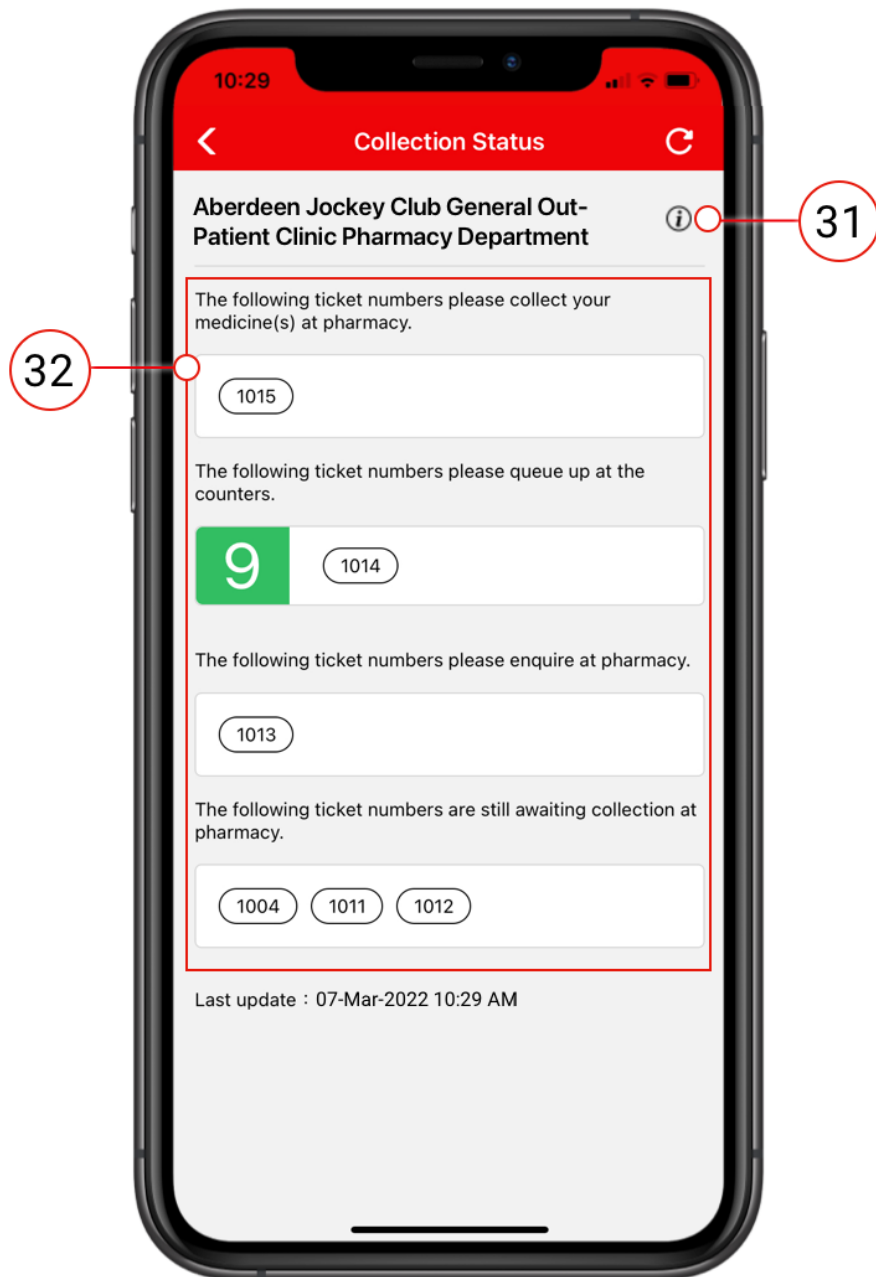 10:29
Collection Status
Aberdeen Jockey Club General Out-
Patient Clinic Pharmacy Department
31
The following ticket numbers please collect your
medicine(s) at pharmacy.
32
1015
The following ticket numbers please queue up at the
counters.
9 1014
The following ticket numbers please enquire at pharmacy.
1013
The following ticket numbers are still awaiting collection at
pharmacy.
1004 1011 1012
Last update : 07-Mar-2022 10:29 AM